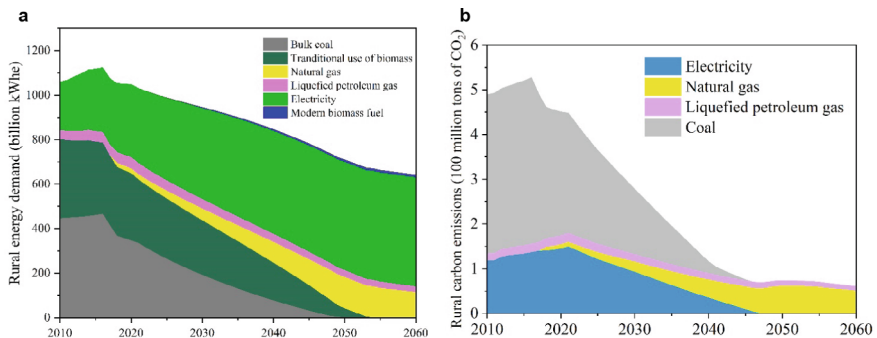 a
Rural energy demand (billion kWhe)
1200
1000
800
600
400
200
0
2010 2020 2030 2040 2050 2060
Bulk coal
Tranditional use of biomass
Natural gas
Liquefied petroleum gas
Electricity
Modern biomass fuel
b
Rural carbon emissions (100 million tons of CO2)
6
5
4
3
2
1
0
2010 2020 2030 2040 2050 2060
Electricity
Natural gas
Liquefied petroleum gas
Coal